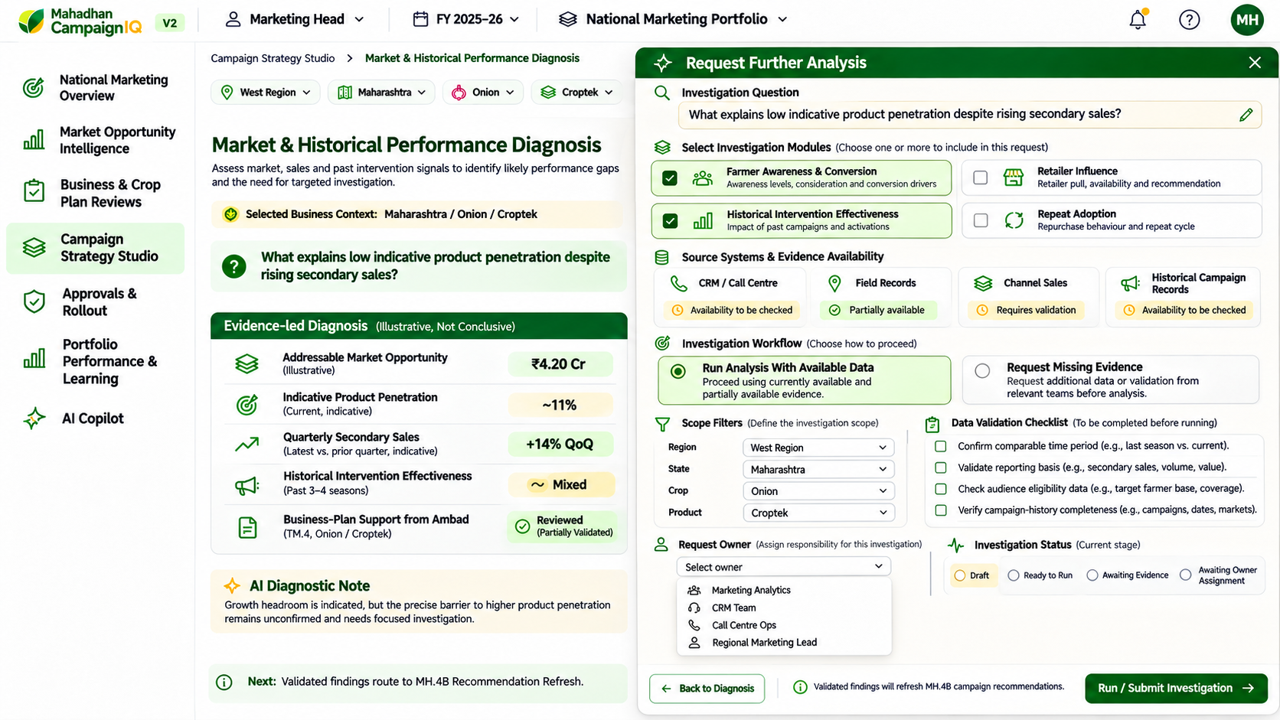 Mahadhan
CampaignIQ
V2
Marketing Head
FY 2025–26
National Marketing Portfolio
MH
National Marketing
Overview
Market Opportunity
Intelligence
Business & Crop
Plan Reviews
Campaign
Strategy Studio
Approvals &
Rollout
Portfolio
Performance &
Learning
AI Copilot
Campaign Strategy Studio > Market & Historical Performance Diagnosis
West Region
Maharashtra
Onion
Croptek
Market & Historical Performance Diagnosis
Assess market, sales and past intervention signals to identify likely performance gaps
and the need for targeted investigation.
Selected Business Context: Maharashtra / Onion / Croptek
?
What explains low indicative product penetration despite
rising secondary sales?
Evidence-led Diagnosis (Illustrative, Not Conclusive)
Addressable Market Opportunity
(Illustrative)
₹4.20 Cr
Indicative Product Penetration
(Current, indicative)
~11%
Quarterly Secondary Sales
(Latest vs. prior quarter, indicative)
+14% QoQ
Historical Intervention Effectiveness
(Past 3–4 seasons)
~ Mixed
Business-Plan Support from Ambad
(TM.4, Onion / Croptek)
Reviewed
(Partially Validated)
AI Diagnostic Note
Growth headroom is indicated, but the precise barrier to higher product penetration
remains unconfirmed and needs focused investigation.
Next: Validated findings route to MH.4B Recommendation Refresh.
Request Further Analysis
Investigation Question
What explains low indicative product penetration despite rising secondary sales?
Select Investigation Modules (Choose one or more to include in this request)
Farmer Awareness & Conversion
Awareness levels, consideration and conversion drivers
Retailer Influence
Retailer pull, availability and recommendation
Historical Intervention Effectiveness
Impact of past campaigns and activations
Repeat Adoption
Repurchase behaviour and repeat cycle
Source Systems & Evidence Availability
CRM / Call Centre
Availability to be checked
Field Records
Partially available
Channel Sales
Requires validation
Historical Campaign
Records
Availability to be checked
Investigation Workflow (Choose how to proceed)
Run Analysis With Available Data
Proceed using currently available and
partially available evidence.
Request Missing Evidence
Request additional data or validation from
relevant teams before analysis.
Scope Filters (Define the investigation scope)
Region West Region
State Maharashtra
Crop Onion
Product Croptek
Data Validation Checklist (To be completed before running)
Confirm comparable time period (e.g., last season vs. current).
Validate reporting basis (e.g., secondary sales, volume, value).
Check audience eligibility data (e.g., target farmer base, coverage).
Verify campaign-history completeness (e.g., campaigns, dates, markets).
Request Owner (Assign responsibility for this investigation)
Select owner
Marketing Analytics
CRM Team
Call Centre Ops
Regional Marketing Lead
Investigation Status (Current stage)
Draft
Ready to Run
Awaiting Evidence
Awaiting Owner
Assignment
← Back to Diagnosis
Validated findings will refresh MH.4B campaign recommendations.
Run / Submit Investigation →